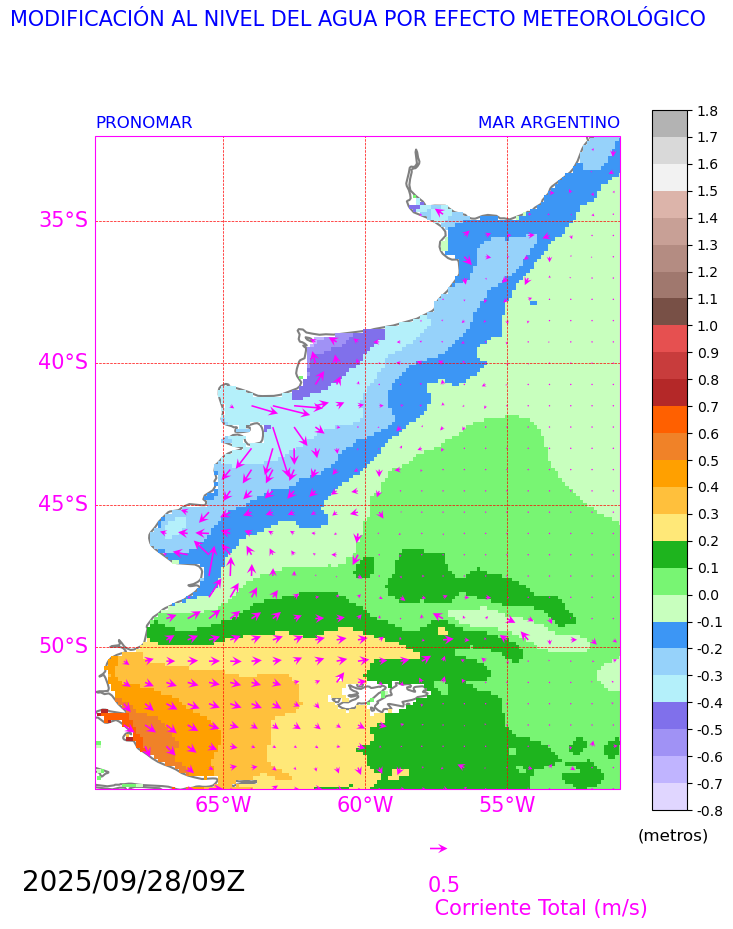 MODIFICACIÓN AL NIVEL DEL AGUA POR EFECTO METEOROLÓGICO
PRONOMAR
MAR ARGENTINO
35°S
40°S
45°S
50°S
65°W
60°W
55°W
1.8
1.7
1.6
1.5
1.4
1.3
1.2
1.1
1.0
0.9
0.8
0.7
0.6
0.5
0.4
0.3
0.2
0.1
0.0
-0.1
-0.2
-0.3
-0.4
-0.5
-0.6
-0.7
-0.8
(metros)
2025/09/28/09Z
0.5
Corriente Total (m/s)